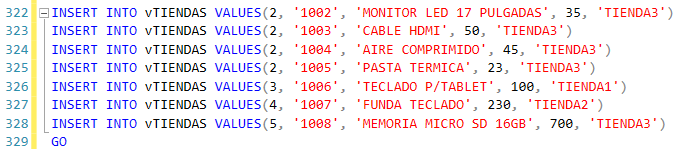 322 INSERT INTO vTIENDAS VALUES(2, '1002', 'MONITOR LED 17 PULGADAS', 35, 'TIENDA3')
323 INSERT INTO vTIENDAS VALUES(2, '1003', 'CABLE HDMI', 50, 'TIENDA3')
324 INSERT INTO vTIENDAS VALUES(2, '1004', 'AIRE COMPRIMIDO', 45, 'TIENDA3')
325 INSERT INTO vTIENDAS VALUES(2, '1005', 'PASTA TERMICA', 23, 'TIENDA3')
326 INSERT INTO vTIENDAS VALUES(3, '1006', 'TECLADO P/TABLET', 100, 'TIENDA1')
327 INSERT INTO vTIENDAS VALUES(4, '1007', 'FUNDA TECLADO', 230, 'TIENDA2')
328 INSERT INTO vTIENDAS VALUES(5, '1008', 'MEMORIA MICRO SD 16GB', 700, 'TIENDA3')
329 GO